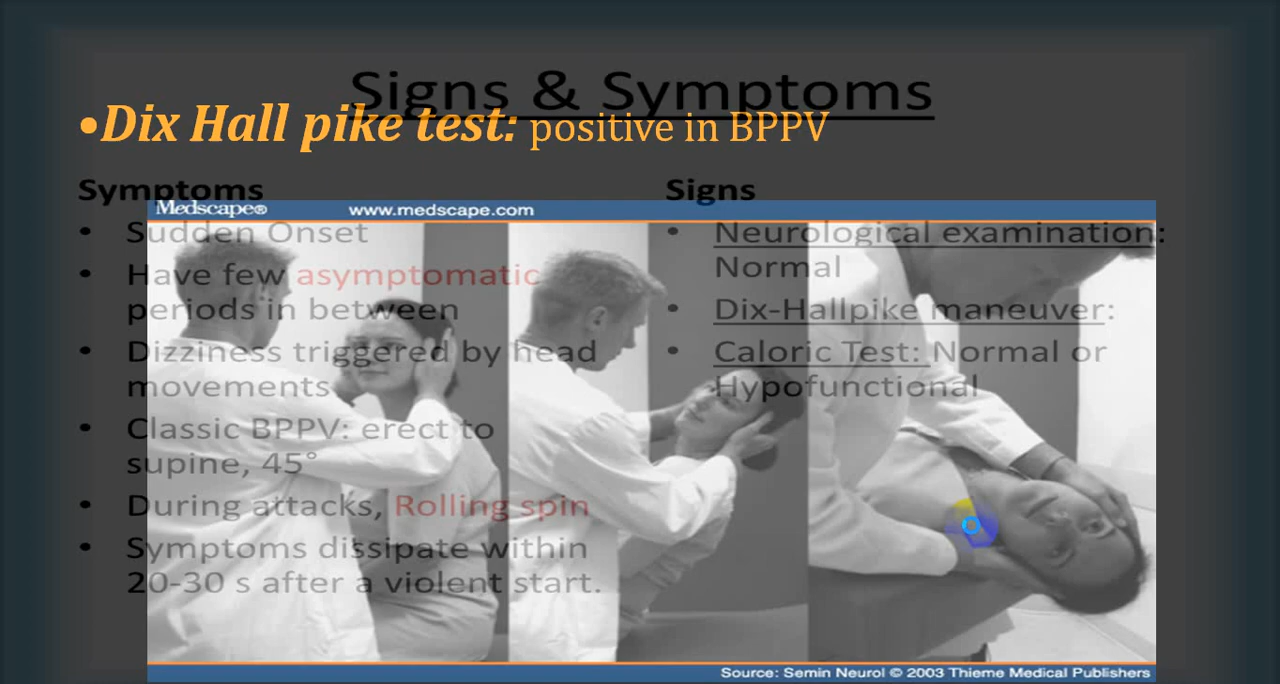 Signs & Symptoms
•Dix Hall pike test: positive in BPPV
Symptoms
• Sudden Onset
• Have few asymptomatic
periods in between
• Dizziness triggered by head
movements
• Classic BPPV: erect to
supine, 45°
• During attacks, Rolling spin
• Symptoms dissipate within
20-30 s after a violent start.
Signs
• Neurological examination:
Normal
• Dix-Hallpike maneuver:
• Caloric Test: Normal or
Hypofunctional
Medscape® www.medscape.com
Source: Semin Neurol © 2003 Thieme Medical Publishers